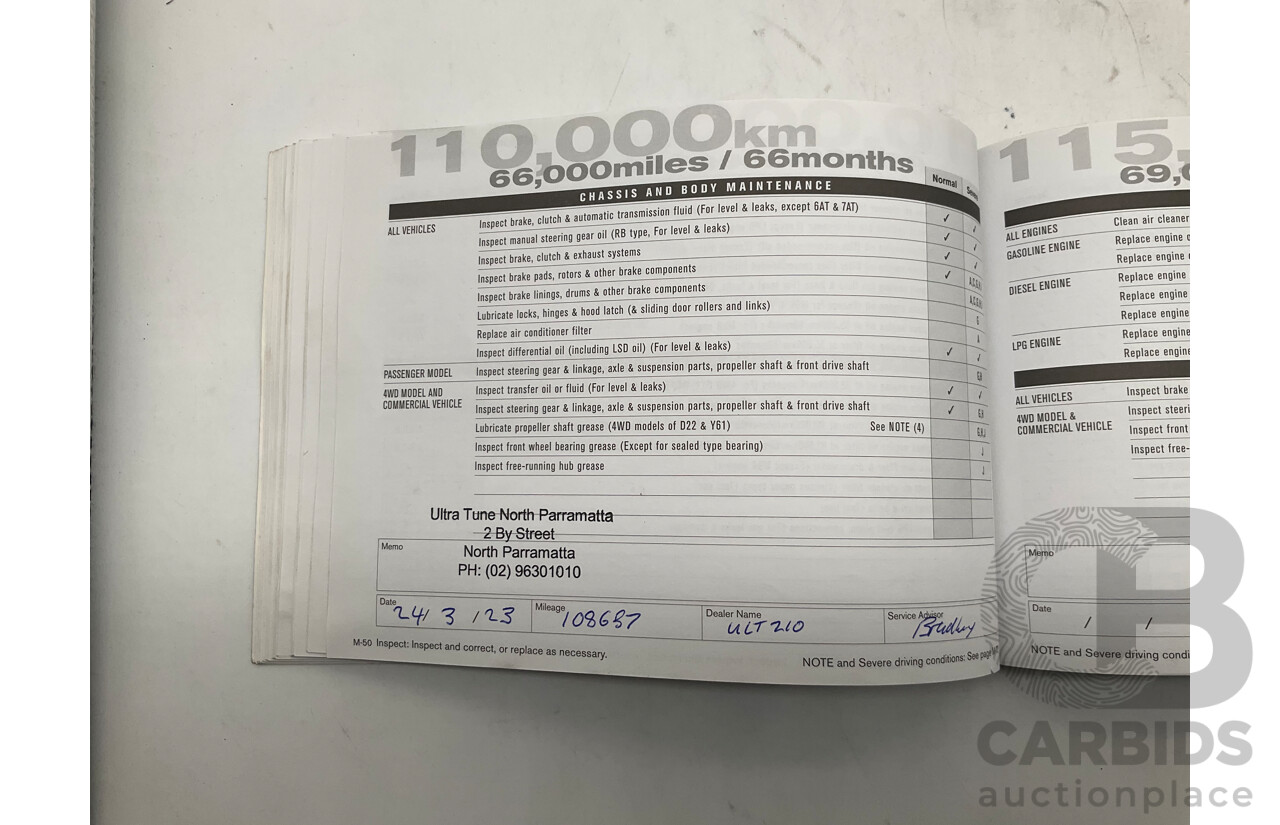 110,000km
66,000miles / 66months
CHASSIS AND BODY MAINTENANCE Normal
ALL VEHICLES Inspect brake, clutch & automatic transmission fluid (For level & leaks, except 6AT & 7AT) ✓ ✓
Inspect manual steering gear oil (RB type, For level & leaks) ✓ ✓
Inspect brake, clutch & exhaust systems ✓ ✓
Inspect brake pads, rotors & other brake components ✓
Inspect brake linings, drums & other brake components
Lubricate locks, hinges & hood latch (& sliding door rollers and links) G
Replace air conditioner filter
Inspect differential oil (including LSD oil) (For level & leaks) ✓ ✓
PASSENGER MODEL Inspect steering gear & linkage, axle & suspension parts, propeller shaft & front drive shaft G,H
4WD MODEL AND
COMMERCIAL VEHICLE
Inspect transfer oil or fluid (For level & leaks) ✓ ✓
Inspect steering gear & linkage, axle & suspension parts, propeller shaft & front drive shaft ✓ G,H
Lubricate propeller shaft grease (4WD models of D22 & Y61) See NOTE (4)
Inspect front wheel bearing grease (Except for sealed type bearing) J
Inspect free-running hub grease J
Ultra Tune North Parramatta
2 By Street
North Parramatta
PH: (02) 96301010
Memo
Date 24/ 3 / 23 Mileage 108687 Dealer Name ULT 210 Service Advisor Bradley
M-50 Inspect: Inspect and correct, or replace as necessary.
NOTE and Severe driving conditions: See page
115,
69,0
ALL ENGINES Clean air cleaner
GASOLINE ENGINE Replace engine
Replace engine
DIESEL ENGINE Replace engine
Replace engine
Replace engine
LPG ENGINE Replace engine
Replace engine
ALL VEHICLES Inspect brake
4WD MODEL &
COMMERCIAL VEHICLE
Inspect steeri
Inspect front
Inspect free-
Memo
Date / /
NOTE and Severe driving condi
CARBIDS
auctionplace